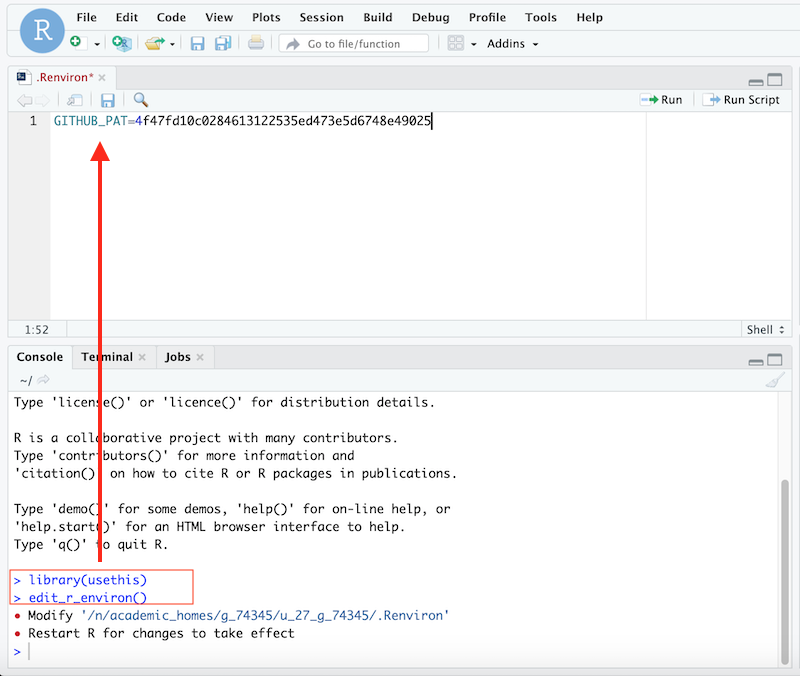 R
File Edit Code View Plots Session Build Debug Profile Tools Help
Go to file/function Addins
.Renviron*
Run Run Script
1 GITHUB_PAT=4f47fd10c0284613122535ed473e5d6748e49025
1:52 Shell
Console Terminal Jobs
~/
Type 'license()' or 'licence()' for distribution details.
R is a collaborative project with many contributors.
Type 'contributors()' for more information and
'citation()' on how to cite R or R packages in publications.
Type 'demo()' for some demos, 'help()' for on-line help, or
'help.start()' for an HTML browser interface to help.
Type 'q()' to quit R.
> library(usethis)
> edit_r_environ()
• Modify '/n/academic_homes/g_74345/u_27_g_74345/.Renviron'
• Restart R for changes to take effect
>